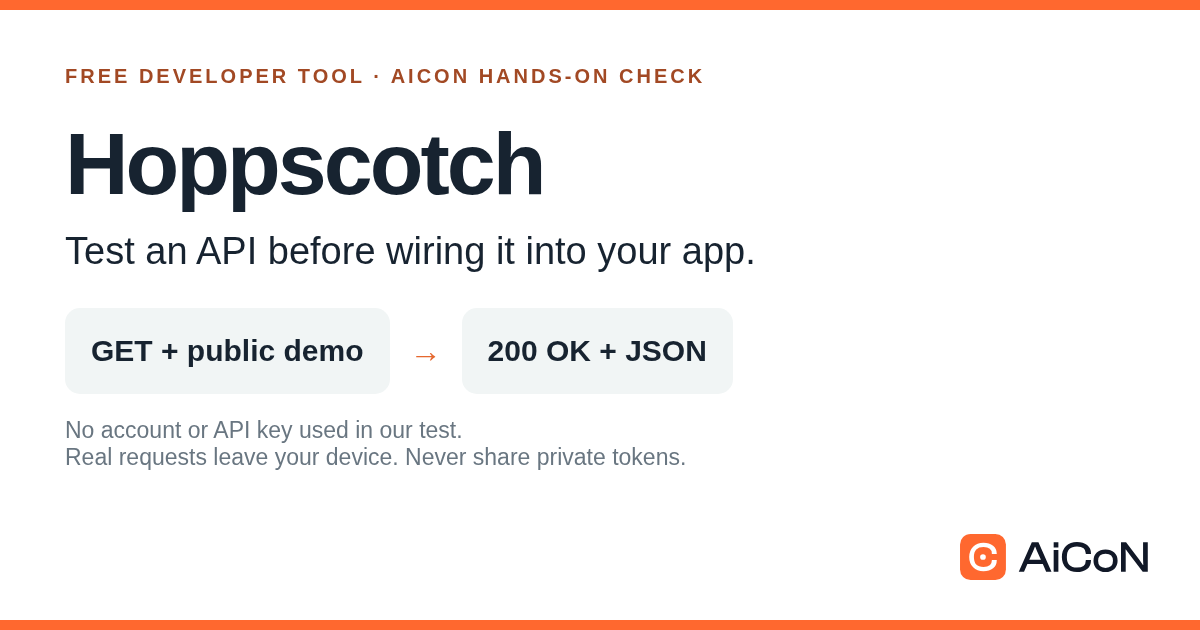 FREE DEVELOPER TOOL · AICON HANDS-ON CHECK
Hoppscotch
Test an API before wiring it into your app.
GET + public demo → 200 OK + JSON
No account or API key used in our test.
Real requests leave your device. Never share private tokens.
AiCoN